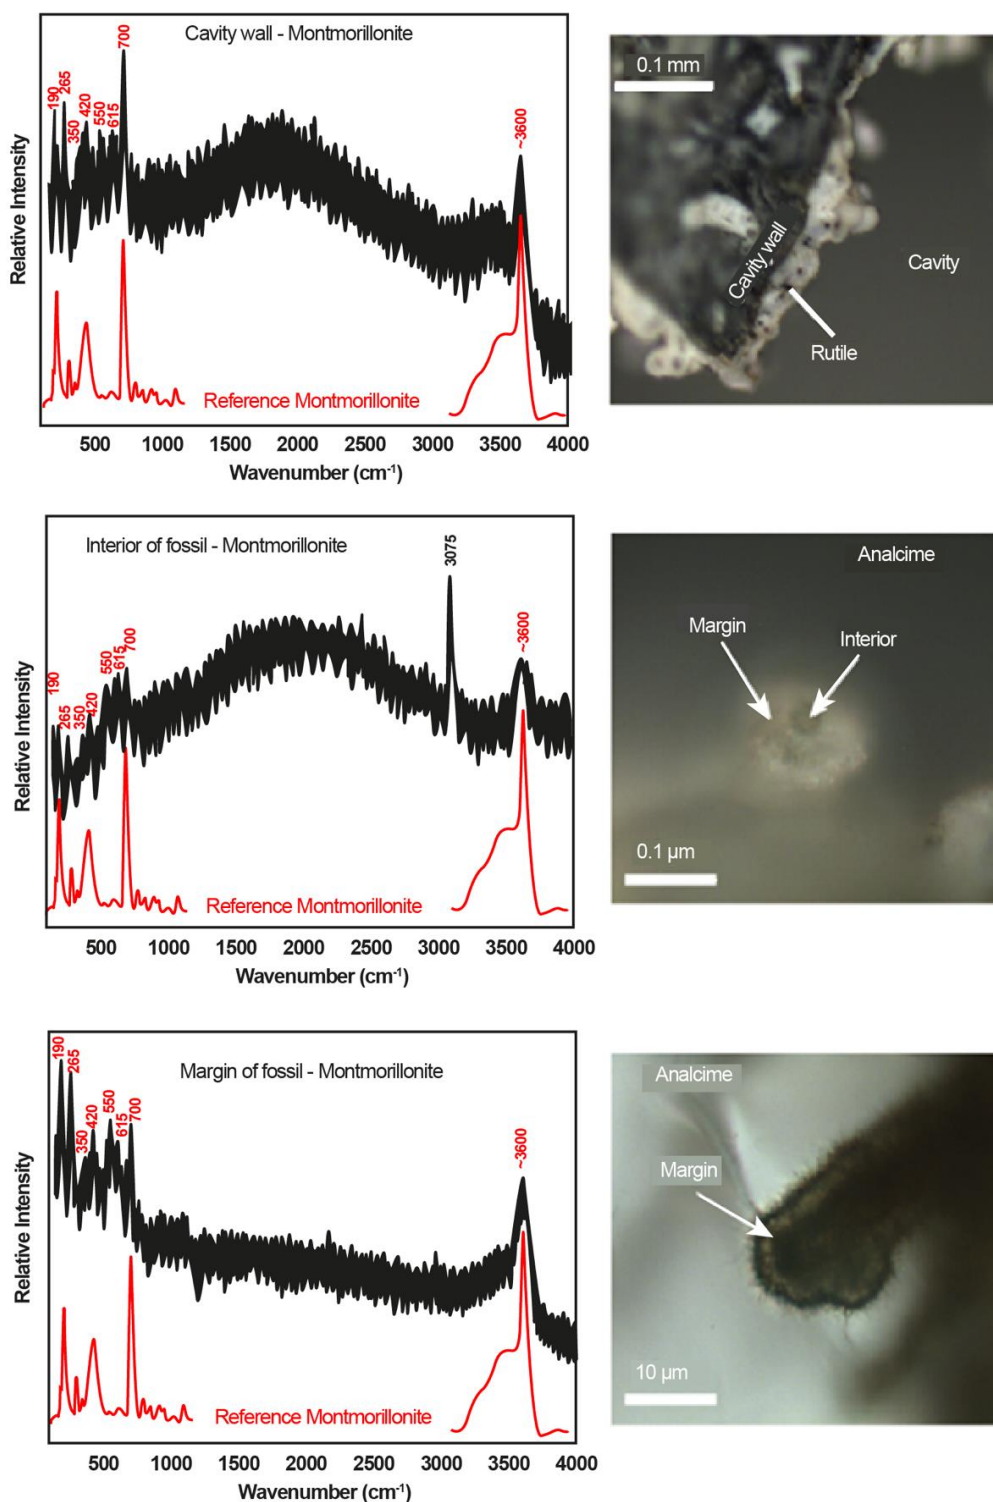 Cavity wall - Montmorillonite
190
265
350
420
550
615
700
~3600
Relative Intensity
Reference Montmorillonite
500 1000 1500 2000 2500 3000 3500 4000
Wavenumber (cm-1)
0.1 mm
Cavity wall
Cavity
Rutile
Interior of fossil - Montmorillonite
190
265
350
420
550
615
700
3075
~3600
Relative Intensity
Reference Montmorillonite
500 1000 1500 2000 2500 3000 3500 4000
Wavenumber (cm-1)
Analcime
Margin
Interior
0.1 µm
Margin of fossil - Montmorillonite
190
265
350
420
550
615
700
~3600
Relative Intensity
Reference Montmorillonite
500 1000 1500 2000 2500 3000 3500 4000
Wavenumber (cm-1)
Analcime
Margin
10 µm